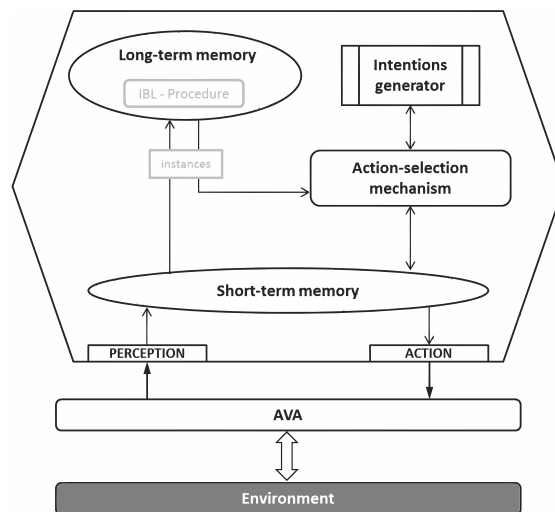 Long-term memory
IBL - Procedure
Intentions
generator
instances
Action-selection
mechanism
Short-term memory
PERCEPTION
ACTION
AVA
Environment